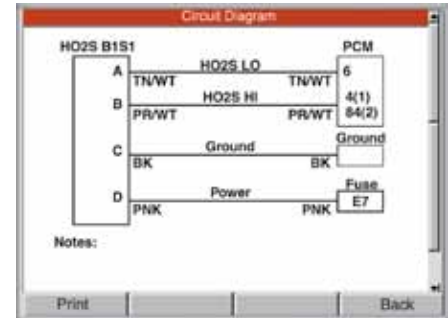 Circuit Diagram
HO2S B1S1
PCM
A
HO2S LO
6
TN/WT
TN/WT
B
HO2S HI
4(1)
84(2)
PR/WT
PR/WT
C
Ground
Ground
BK
BK
D
Power
Fuse
E7
PNK
PNK
Notes:
Print
Back